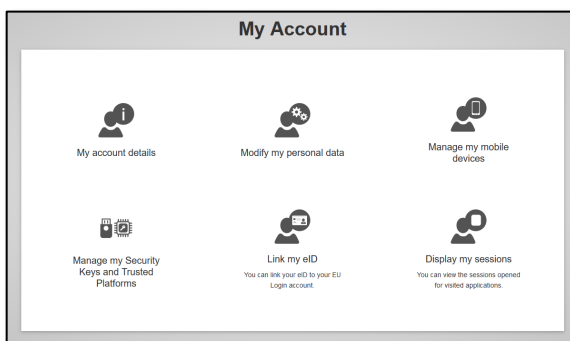 My Account
My account details
Modify my personal data
Manage my mobile
devices
Manage my Security
Keys and Trusted
Platforms
Link my eID
You can link your eID to your EU
Login account.
Display my sessions
You can view the sessions opened
for visited applications.